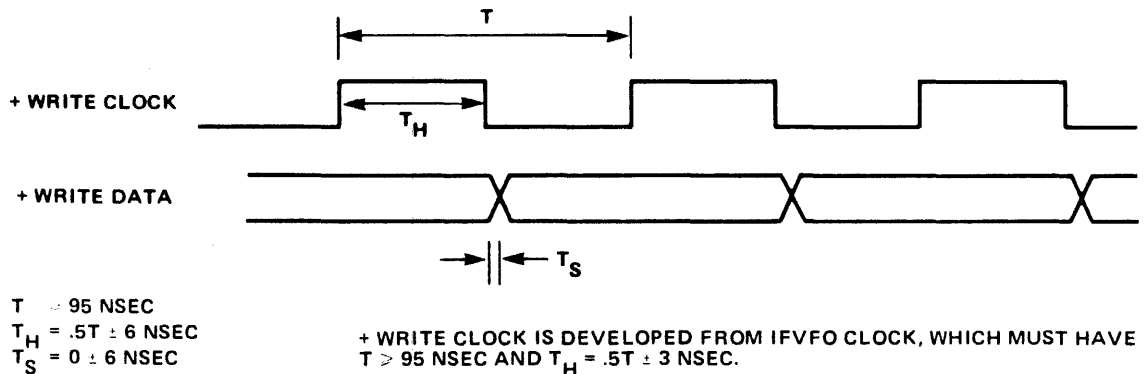 T
+ WRITE CLOCK
T_H
+ WRITE DATA
T_S
T ≥ 95 NSEC
T_H = .5T ± 6 NSEC
T_S = 0 ± 6 NSEC
+ WRITE CLOCK IS DEVELOPED FROM IFVFO CLOCK, WHICH MUST HAVE
T ≥ 95 NSEC AND T_H = .5T ± 3 NSEC.